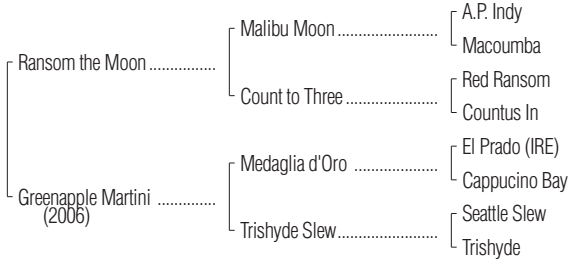 A.P. Indy
Malibu Moon ........................
Macoumba
Ransom the Moon ................
Red Ransom
Count to Three ......................
Countus In
El Prado (IRE)
Medaglia d'Oro ....................
Cappucino Bay
Greenapple Martini ..............
(2006)
Seattle Slew
Trishyde Slew........................
Trishyde